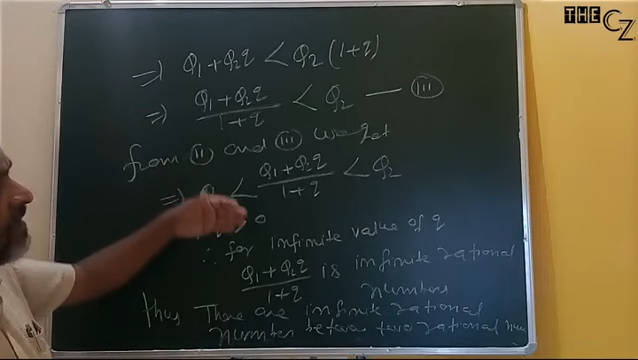 THE CZ
=> Q₁+Q₂q < Q₂ (1+q)
=> (Q₁+Q₂q)/(1+q) < Q₂ — III
from II and III we get
=> < (Q₁+Q₂q)/(1+q) < Q₂
∴ for infinite value of q
(Q₁+Q₂q)/(1+q) is infinite rational
numbers
thus There are infinite rational
number between two rational num